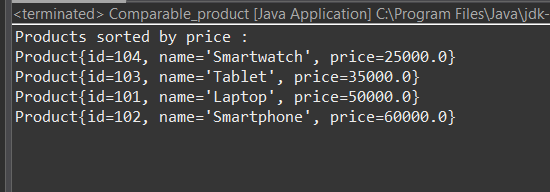 <terminated> Comparable_product [Java Application] C:\Program Files\Java\jdk-
Products sorted by price :
Product{id=104, name='Smartwatch', price=25000.0}
Product{id=103, name='Tablet', price=35000.0}
Product{id=101, name='Laptop', price=50000.0}
Product{id=102, name='Smartphone', price=60000.0}